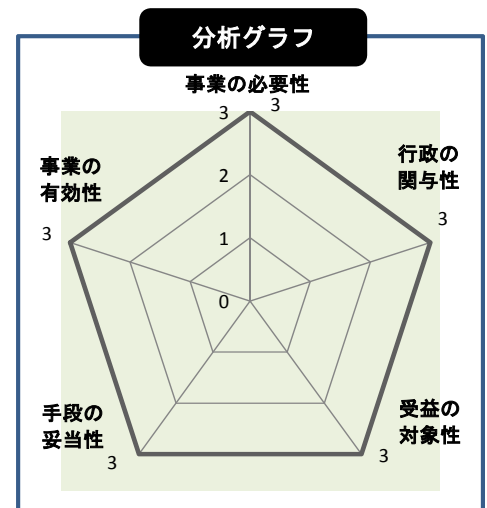 分析グラフ
事業の必要性
3
3
行政の
関与性
3
事業の
有効性
3
2
1
0
手段の
妥当性
3
受益の
対象性
3